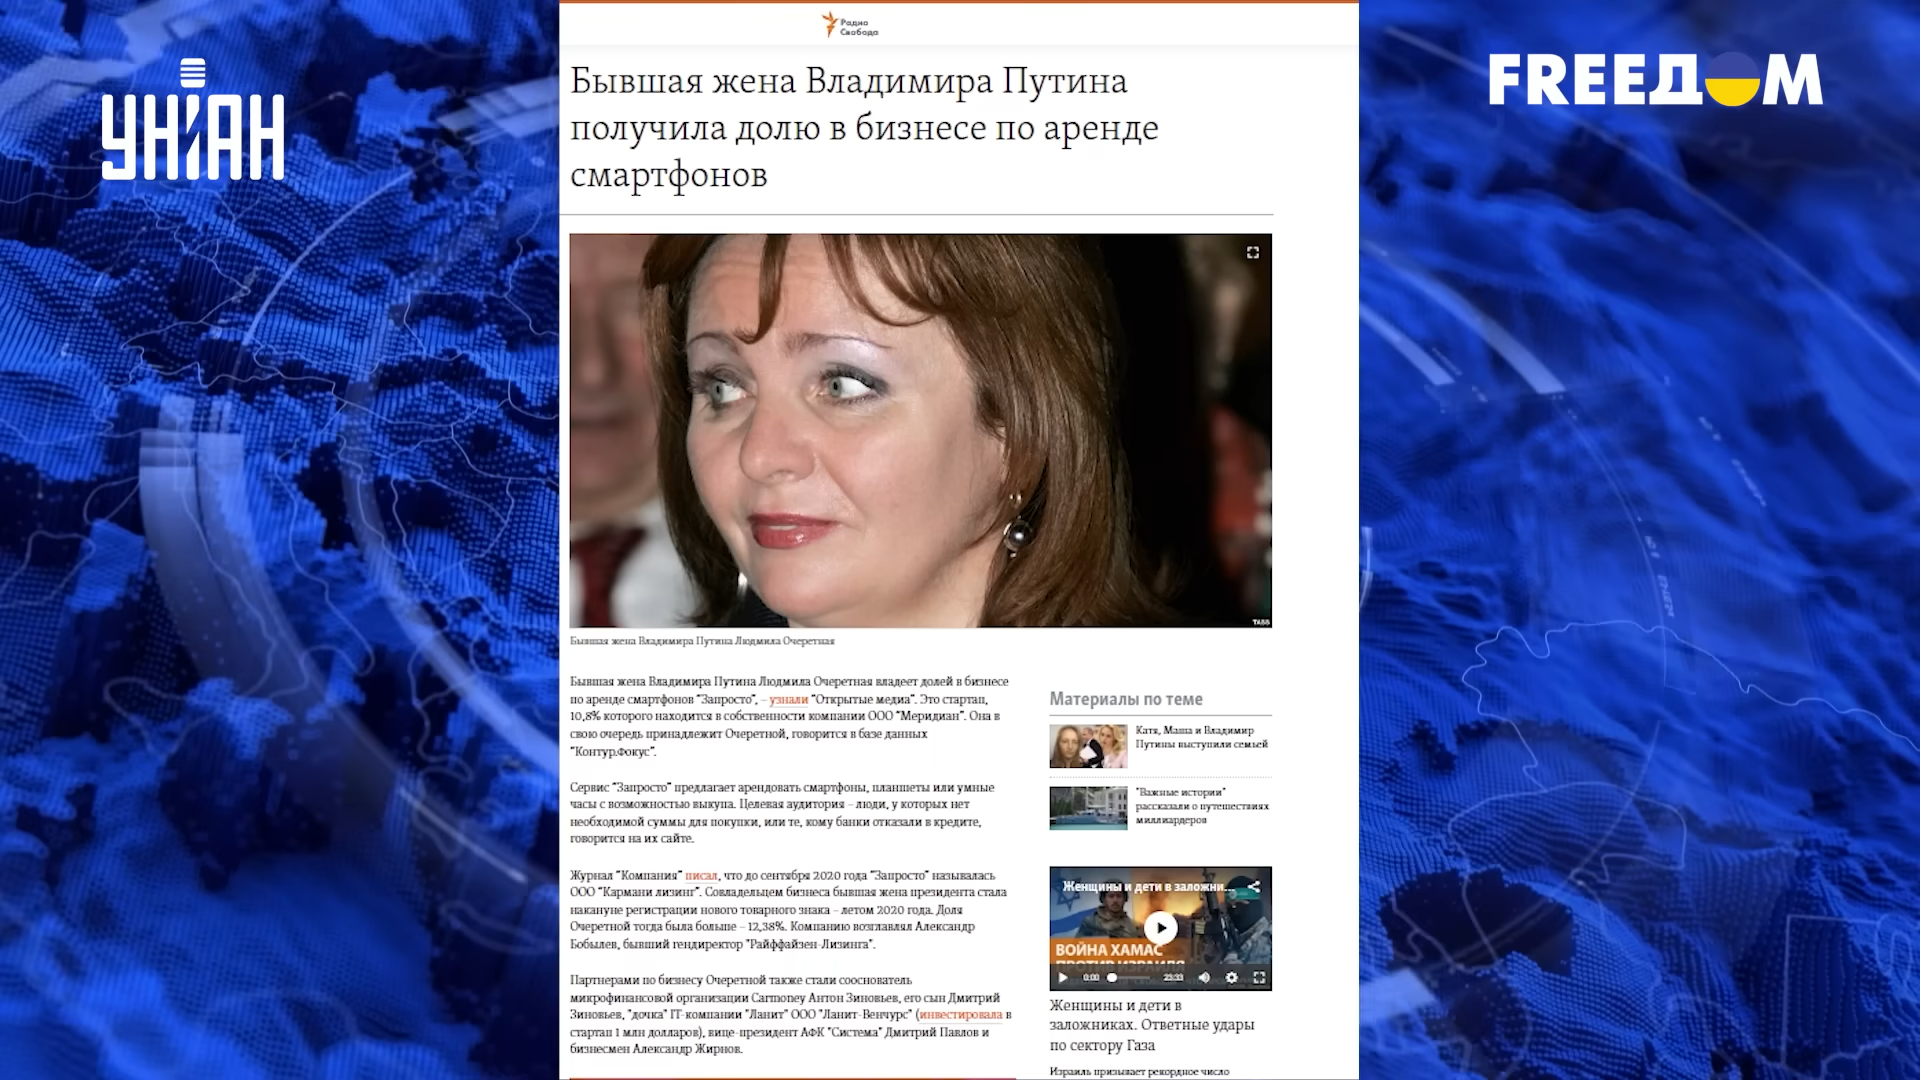 УНІАН
FREEДОМ
Радио
Свобода
Бывшая жена Владимира Путина
получила долю в бизнесе по аренде
смартфонов
TASS
Бывшая жена Владимира Путина Людмила Очеретная
Бывшая жена Владимира Путина Людмила Очеретная владеет долей в бизнесе
по аренде смартфонов "Запросто", – узнали "Открытые медиа". Это стартап,
10,8% которого находится в собственности компании ООО "Меридиан". Она в
свою очередь принадлежит Очеретной, говорится в базе данных
"Контур.Фокус".
Сервис "Запросто" предлагает арендовать смартфоны, планшеты или умные
часы с возможностью выкупа. Целевая аудитория – люди, у которых нет
необходимой суммы для покупки, или те, кому банки отказали в кредите,
говорится на их сайте.
Журнал "Компания" писал, что до сентября 2020 года "Запросто" называлась
ООО "Кармани лизинг". Совладельцем бизнеса бывшая жена президента стала
накануне регистрации нового товарного знака – летом 2020 года. Доля
Очеретной тогда была больше – 12,38%. Компанию возглавлял Александр
Бобылев, бывший гендиректор "Райффайзен-Лизинга".
Партнерами по бизнесу Очеретной также стали сооснователь
микрофинансовой организации Carmoney Антон Зиновьев, его сын Дмитрий
Зиновьев, "дочка" IT-компании "Ланит" ООО "Ланит-Венчурс" (инвестировала в
стартап 1 млн долларов), вице-президент АФК "Система" Дмитрий Павлов и
бизнесмен Александр Жирнов.
Материалы по теме
Катя, Маша и Владимир
Путины выступили семьей
"Важные истории"
рассказали о путешествиях
миллиардеров
Женщины и дети в заложни...
ВОЙНА ХАМАС
ПРОТИВ ИЗРАИЛЯ
0:00 23:33
Женщины и дети в
заложниках. Ответные удары
по сектору Газа
Израиль призывает рекордное число